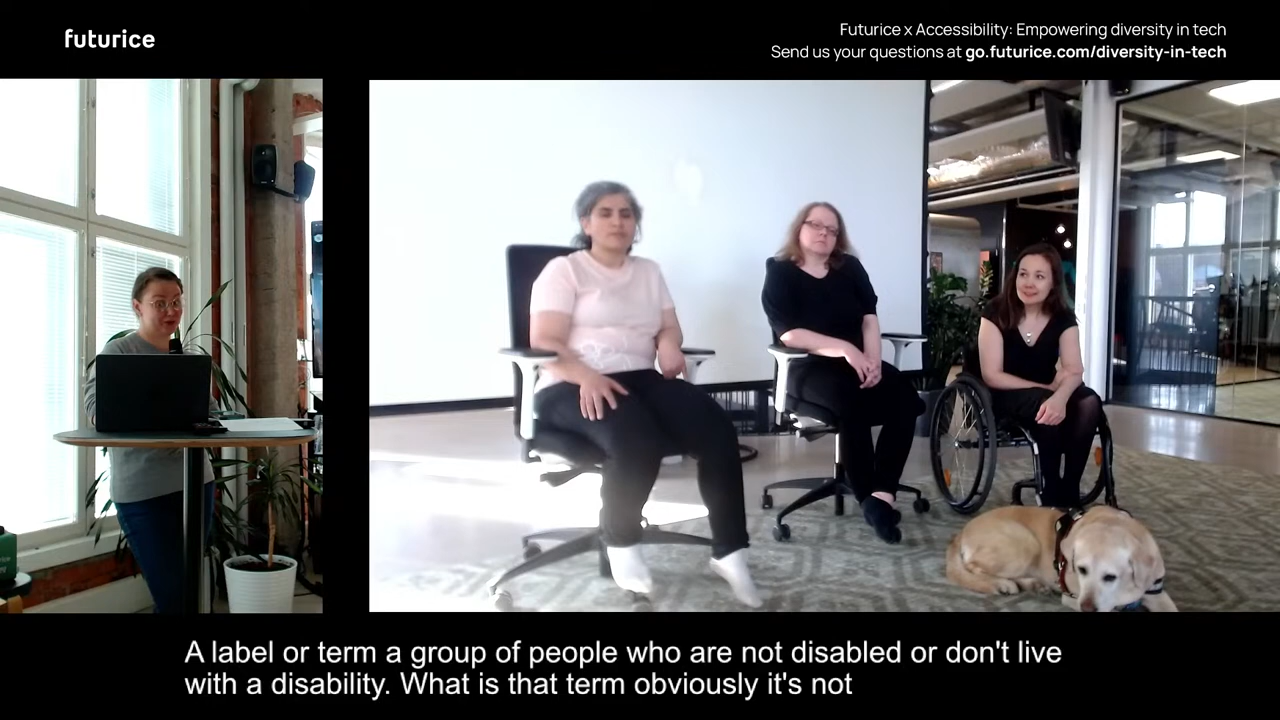 futurice
Futurice x Accessibility: Empowering diversity in tech
Send us your questions at go.futurice.com/diversity-in-tech
A label or term a group of people who are not disabled or don't live
with a disability. What is that term obviously it's not